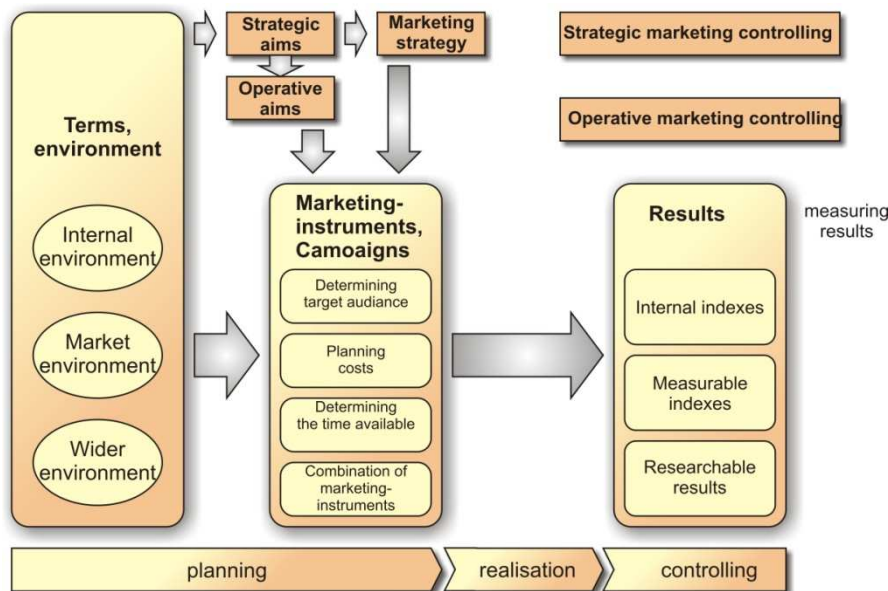 Terms,
environment
Internal
environment
Market
environment
Wider
environment
Strategic
aims
Operative
aims
Marketing
strategy
Marketing-
instruments,
Camoaigns
Determining
target audiance
Planning
costs
Determining
the time available
Combination of
marketing-
instruments
Strategic marketing controlling
Operative marketing controlling
Results
Internal indexes
Measurable
indexes
Researchable
results
measuring
results
planning
realisation
controlling